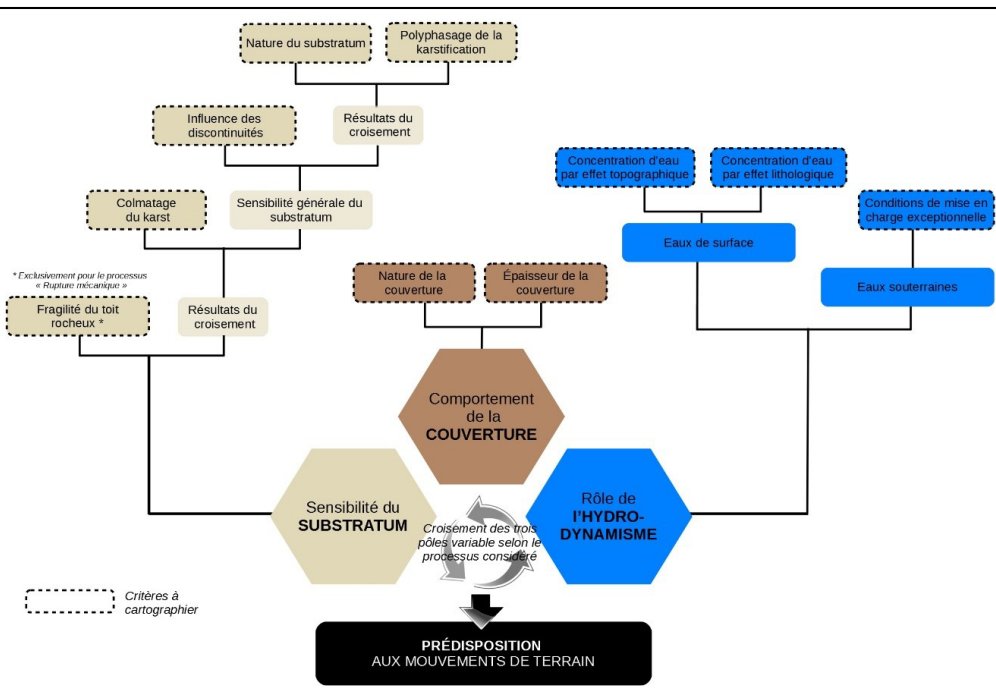 Nature du substratum
Polyphasage de la
karstification
Influence des
discontinuités
Résultats du
croisement
Concentration d'eau
par effet topographique
Concentration d'eau
par effet lithologique
Colmatage
du karst
Sensibilité générale du
substratum
Conditions de mise en
charge exceptionnelle
Eaux de surface
* Exclusivement pour le processus
« Rupture mécanique »
Nature de la
couverture
Épaisseur de la
couverture
Eaux souterraines
Fragilité du toit
rocheux *
Résultats du
croisement
Comportement
de la
COUVERTURE
Sensibilité du
SUBSTRATUM
Rôle de
l'HYDRO-
DYNAMISME
Croisement des trois
pôles variable selon le
processus considéré
Critères à
cartographier
PRÉDISPOSITION
AUX MOUVEMENTS DE TERRAIN